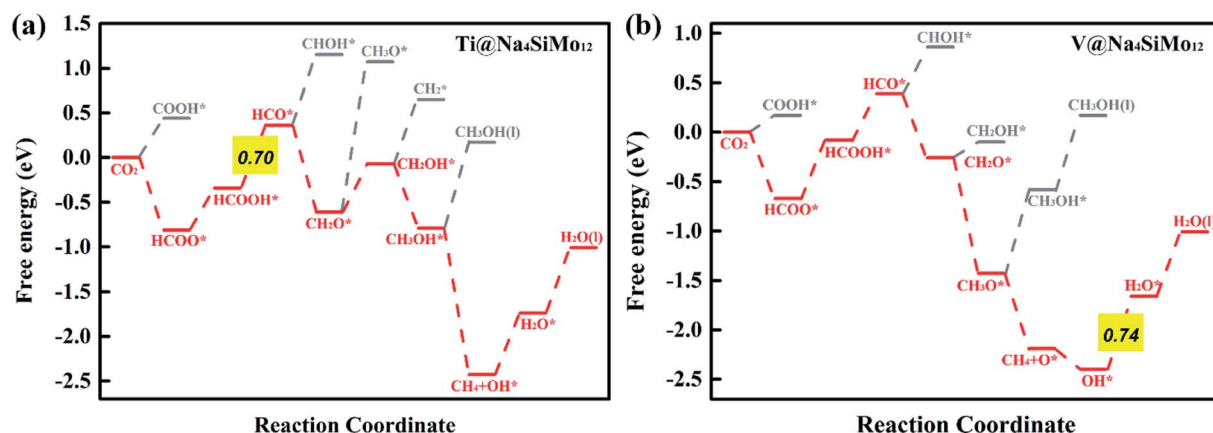 (a)
Ti@Na₄SiMo₁₂
Free energy (eV)
1.5
1.0
0.5
0.0
-0.5
-1.0
-1.5
-2.0
-2.5
CO₂
COOH*
HCOO*
HCOOH*
0.70
HCO*
CHOH*
CH₂O*
CH₃O*
CH₂OH*
CH₂*
CH₃OH*
CH₃OH(l)
CH₄+OH*
H₂O*
H₂O(l)
Reaction Coordinate
(b)
V@Na₄SiMo₁₂
Free energy (eV)
1.0
0.5
0.0
-0.5
-1.0
-1.5
-2.0
-2.5
CO₂
COOH*
HCOO*
HCOOH*
HCO*
CHOH*
CH₂OH*
CH₂O*
CH₃O*
CH₃OH*
CH₃OH(l)
CH₄+O*
OH*
0.74
H₂O*
H₂O(l)
Reaction Coordinate